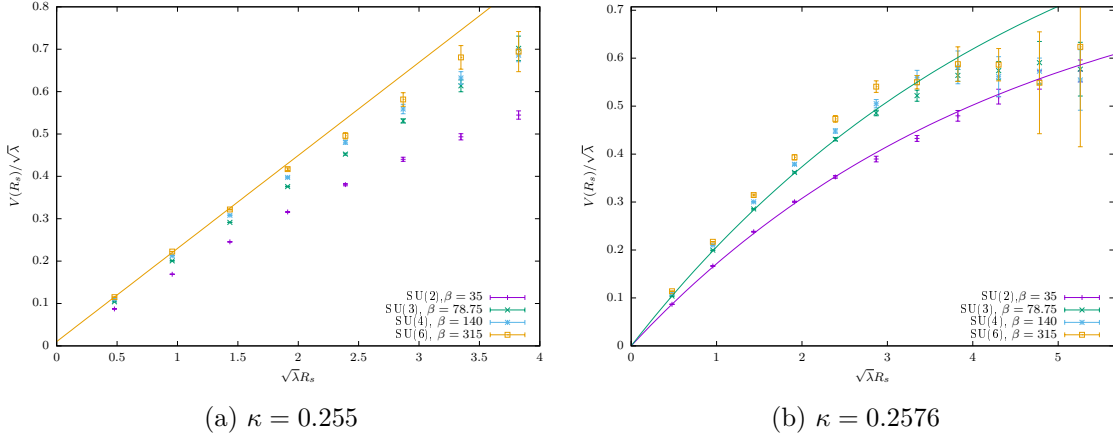 0.8
0.7
0.6
0.5
0.4
0.3
0.2
0.1
0
V(R_s)/√λ
0 0.5 1 1.5 2 2.5 3 3.5 4
√λR_s
SU(2),β = 35
SU(3), β = 78.75
SU(4), β = 140
SU(6), β = 315
(a) κ = 0.255
0.7
0.6
0.5
0.4
0.3
0.2
0.1
0
V(R_s)/√λ
0 1 2 3 4 5
√λR_s
SU(2),β = 35
SU(3), β = 78.75
SU(4), β = 140
SU(6), β = 315
(b) κ = 0.2576